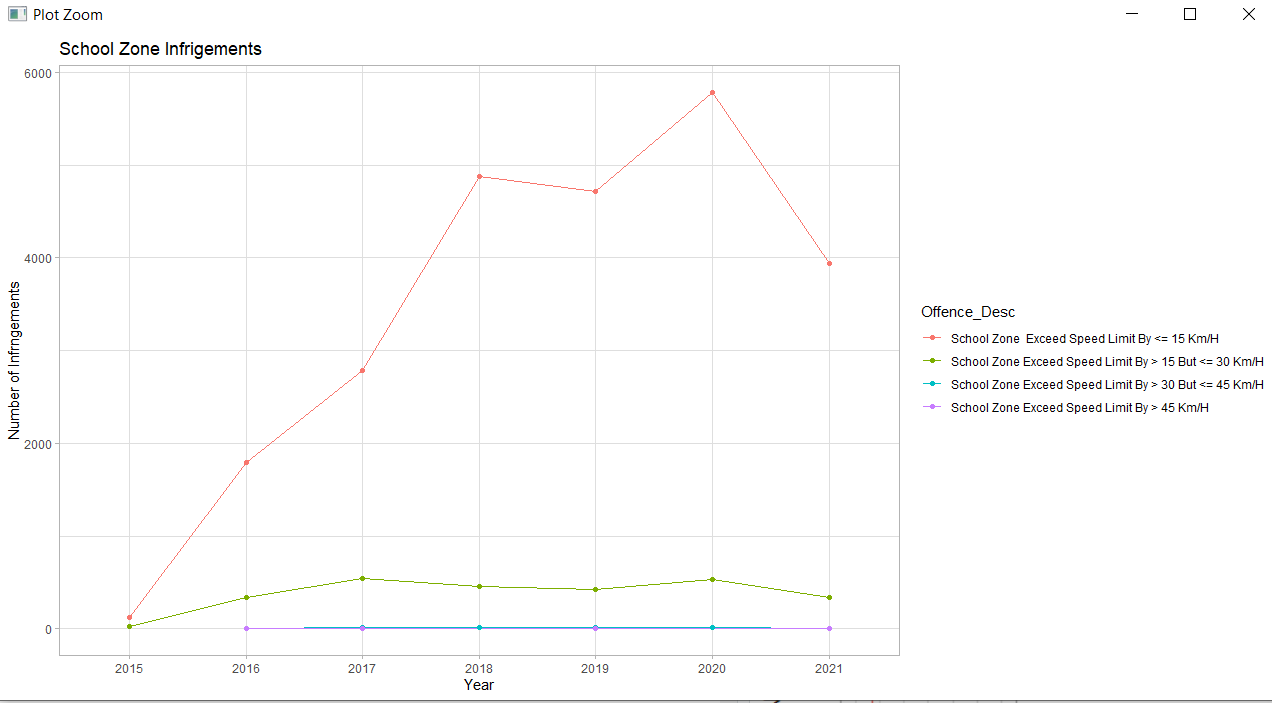 Plot Zoom
School Zone Infrigements
6000
4000
2000
0
Number of Infrngements
2015 2016 2017 2018 2019 2020 2021
Year
Offence_Desc
School Zone  Exceed Speed Limit By <= 15 Km/H
School Zone Exceed Speed Limit By > 15 But <= 30 Km/H
School Zone Exceed Speed Limit By > 30 But <= 45 Km/H
School Zone Exceed Speed Limit By > 45 Km/H